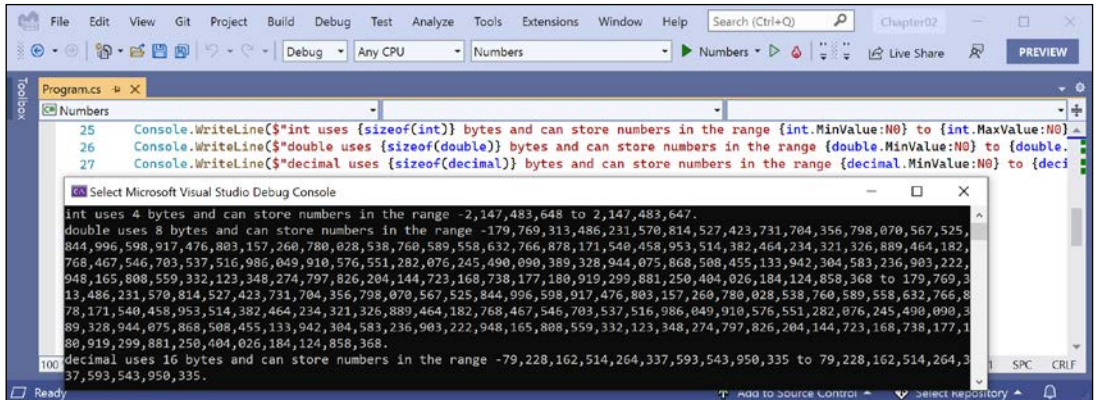 File Edit View Git Project Build Debug Test Analyze Tools Extensions Window Help Search (Ctrl+Q) Chapter02
Debug Any CPU Numbers Numbers Live Share PREVIEW
Toolbox
Program.cs
Numbers
25 Console.WriteLine($"int uses {sizeof(int)} bytes and can store numbers in the range {int.MinValue:N0} to {int.MaxValue:N0}
26 Console.WriteLine($"double uses {sizeof(double)} bytes and can store numbers in the range {double.MinValue:N0} to {double.
27 Console.WriteLine($"decimal uses {sizeof(decimal)} bytes and can store numbers in the range {decimal.MinValue:N0} to {deci
Select Microsoft Visual Studio Debug Console
int uses 4 bytes and can store numbers in the range -2,147,483,648 to 2,147,483,647.
double uses 8 bytes and can store numbers in the range -179,769,313,486,231,570,814,527,423,731,704,356,798,070,567,525,
844,996,598,917,476,803,157,260,780,028,538,760,589,558,632,766,878,171,540,458,953,514,382,464,234,321,326,889,464,182,
768,467,546,703,537,516,986,049,910,576,551,282,076,245,490,090,389,328,944,075,868,508,455,133,942,304,583,236,903,222,
948,165,808,559,332,123,348,274,797,826,204,144,723,168,738,177,180,919,299,881,250,404,026,184,124,858,368 to 179,769,3
13,486,231,570,814,527,423,731,704,356,798,070,567,525,844,996,598,917,476,803,157,260,780,028,538,760,589,558,632,766,8
78,171,540,458,953,514,382,464,234,321,326,889,464,182,768,467,546,703,537,516,986,049,910,576,551,282,076,245,490,090,3
89,328,944,075,868,508,455,133,942,304,583,236,903,222,948,165,808,559,332,123,348,274,797,826,204,144,723,168,738,177,1
80,919,299,881,250,404,026,184,124,858,368.
decimal uses 16 bytes and can store numbers in the range -79,228,162,514,264,337,593,543,950,335 to 79,228,162,514,264,3
37,593,543,950,335.
100 SPC CRLF
Ready Add to Source Control Select Repository